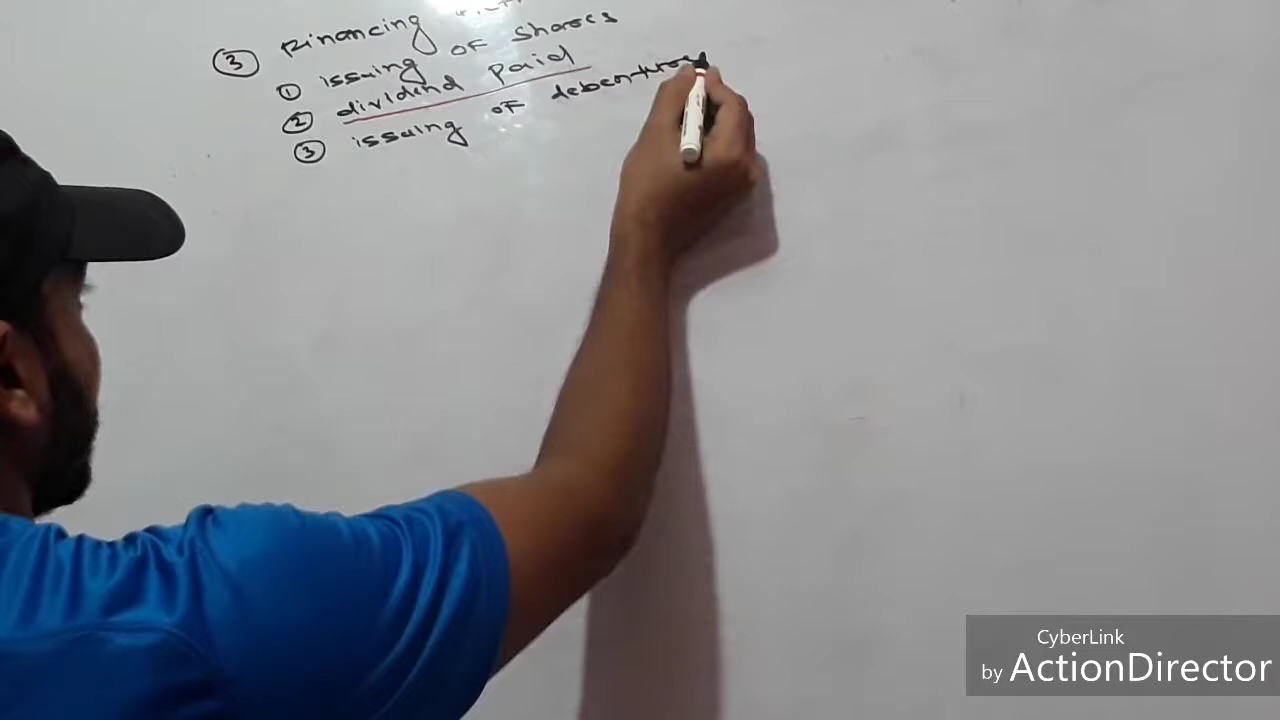 ③ Financing
① issuing of shares
② dividend paid
③ issuing of debentures
CyberLink
by ActionDirector